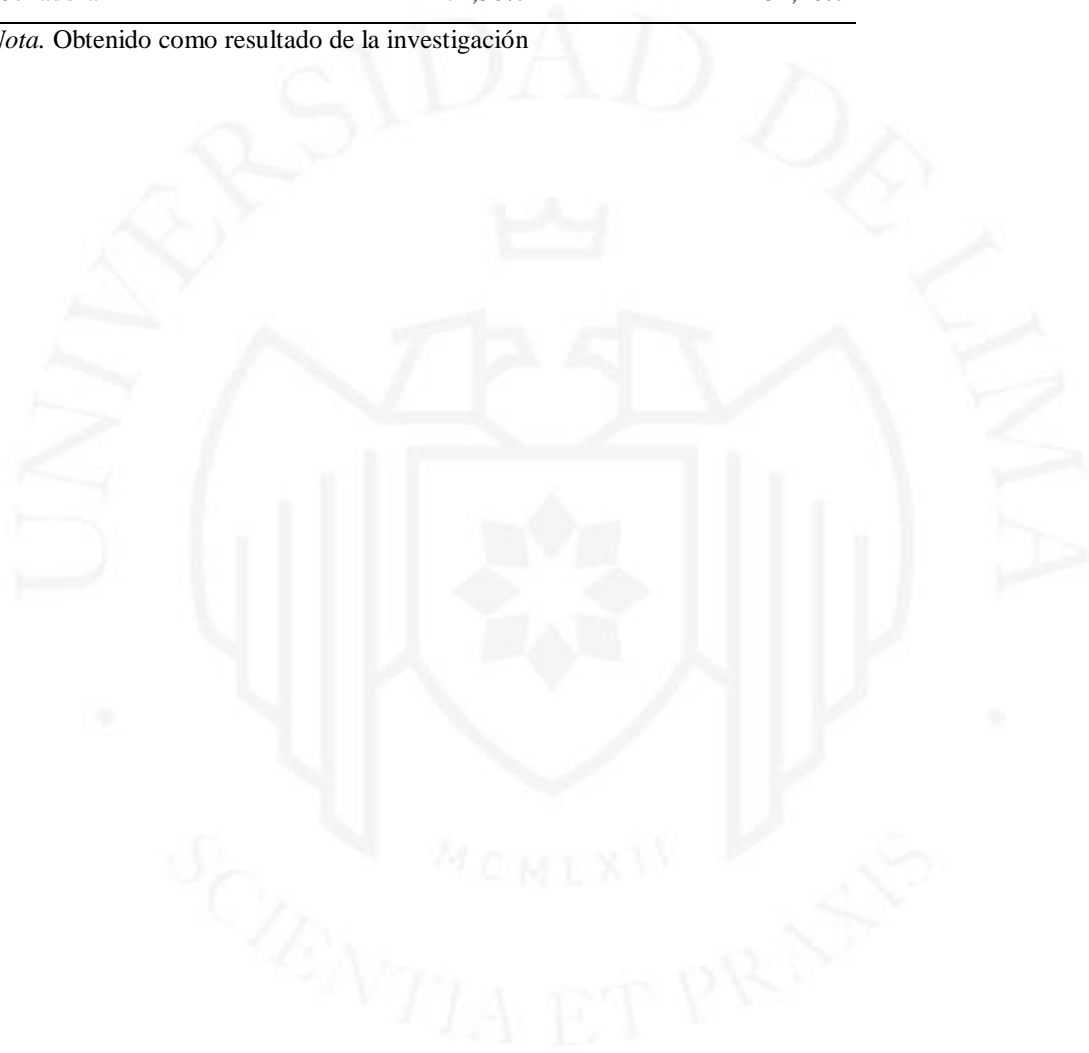 Nota. Obtenido como resultado de la investigación
UNIVERSIDAD DE LIMA
MCMLXII
SCIENTIA ET PRAXIS